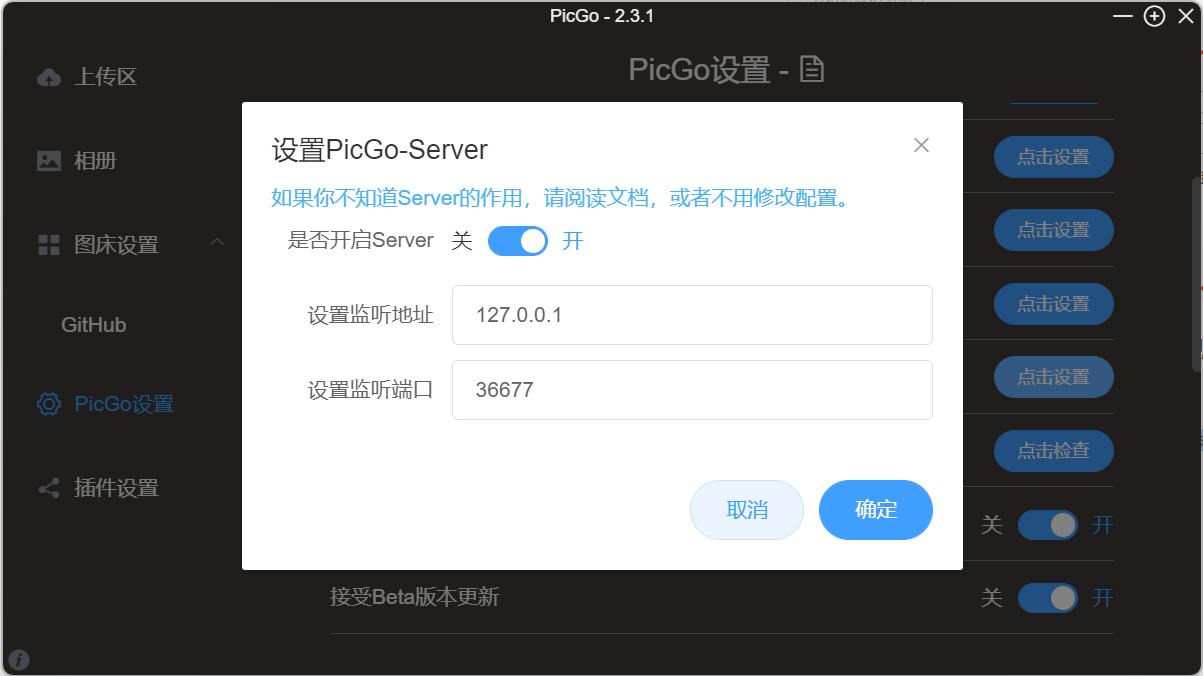 PicGo - 2.3.1
上传区
PicGo设置 -
设置PicGo-Server
相册
点击设置
如果你不知道Server的作用，请阅读文档，或者不用修改配置。
点击设置
是否开启Server 关 开
图床设置
点击设置
设置监听地址 127.0.0.1
GitHub
点击设置
设置监听端口 36677
PicGo设置
点击检查
插件设置
取消 确定
关 开
接受Beta版本更新 关 开